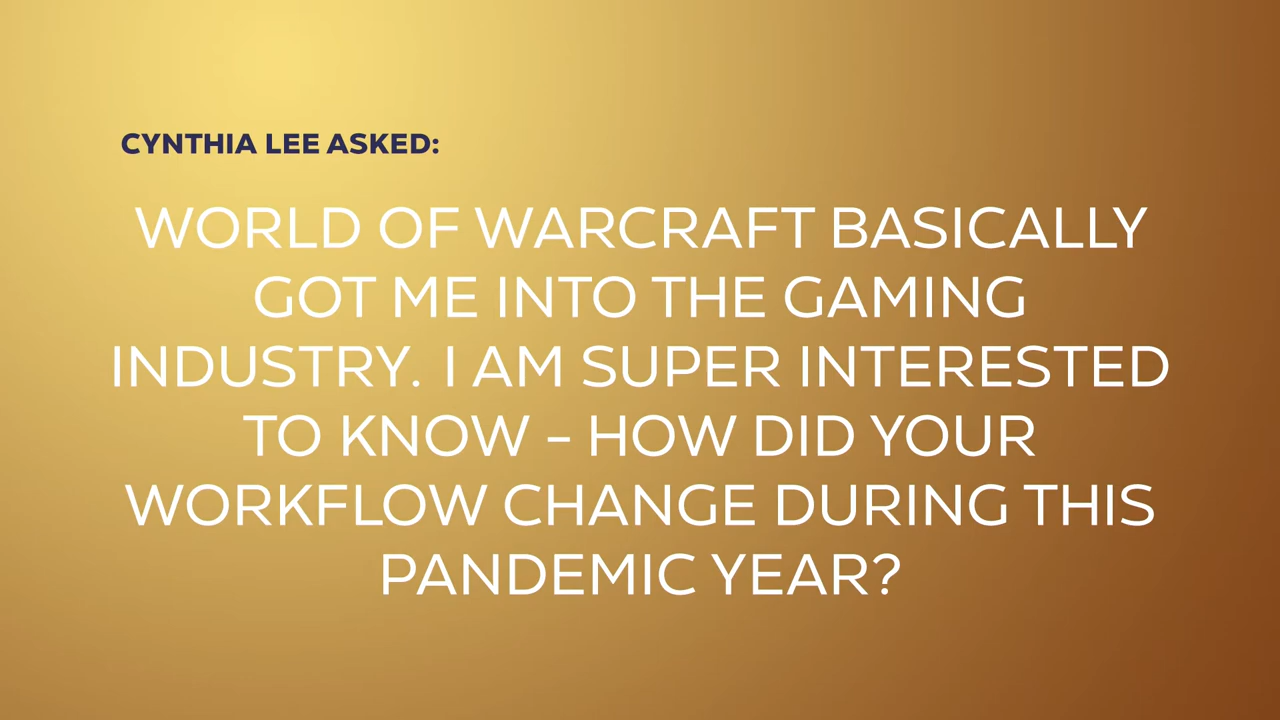 CYNTHIA LEE ASKED:
WORLD OF WARCRAFT BASICALLY
GOT ME INTO THE GAMING
INDUSTRY. I AM SUPER INTERESTED
TO KNOW - HOW DID YOUR
WORKFLOW CHANGE DURING THIS
PANDEMIC YEAR?